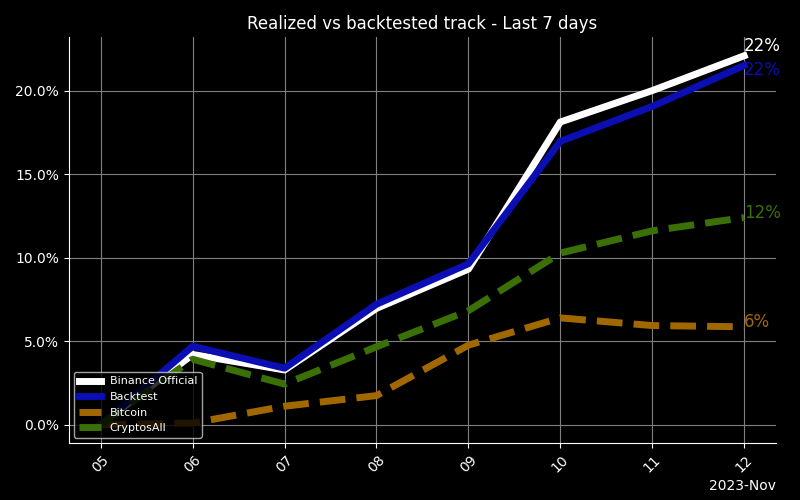 Realized vs backtested track - Last 7 days
22%
22%
20.0%
15.0%
12%
10.0%
6%
5.0%
0.0%
Binance Official
Backtest
Bitcoin
CryptosAll
05 06 07 08 09 10 11 12
2023-Nov